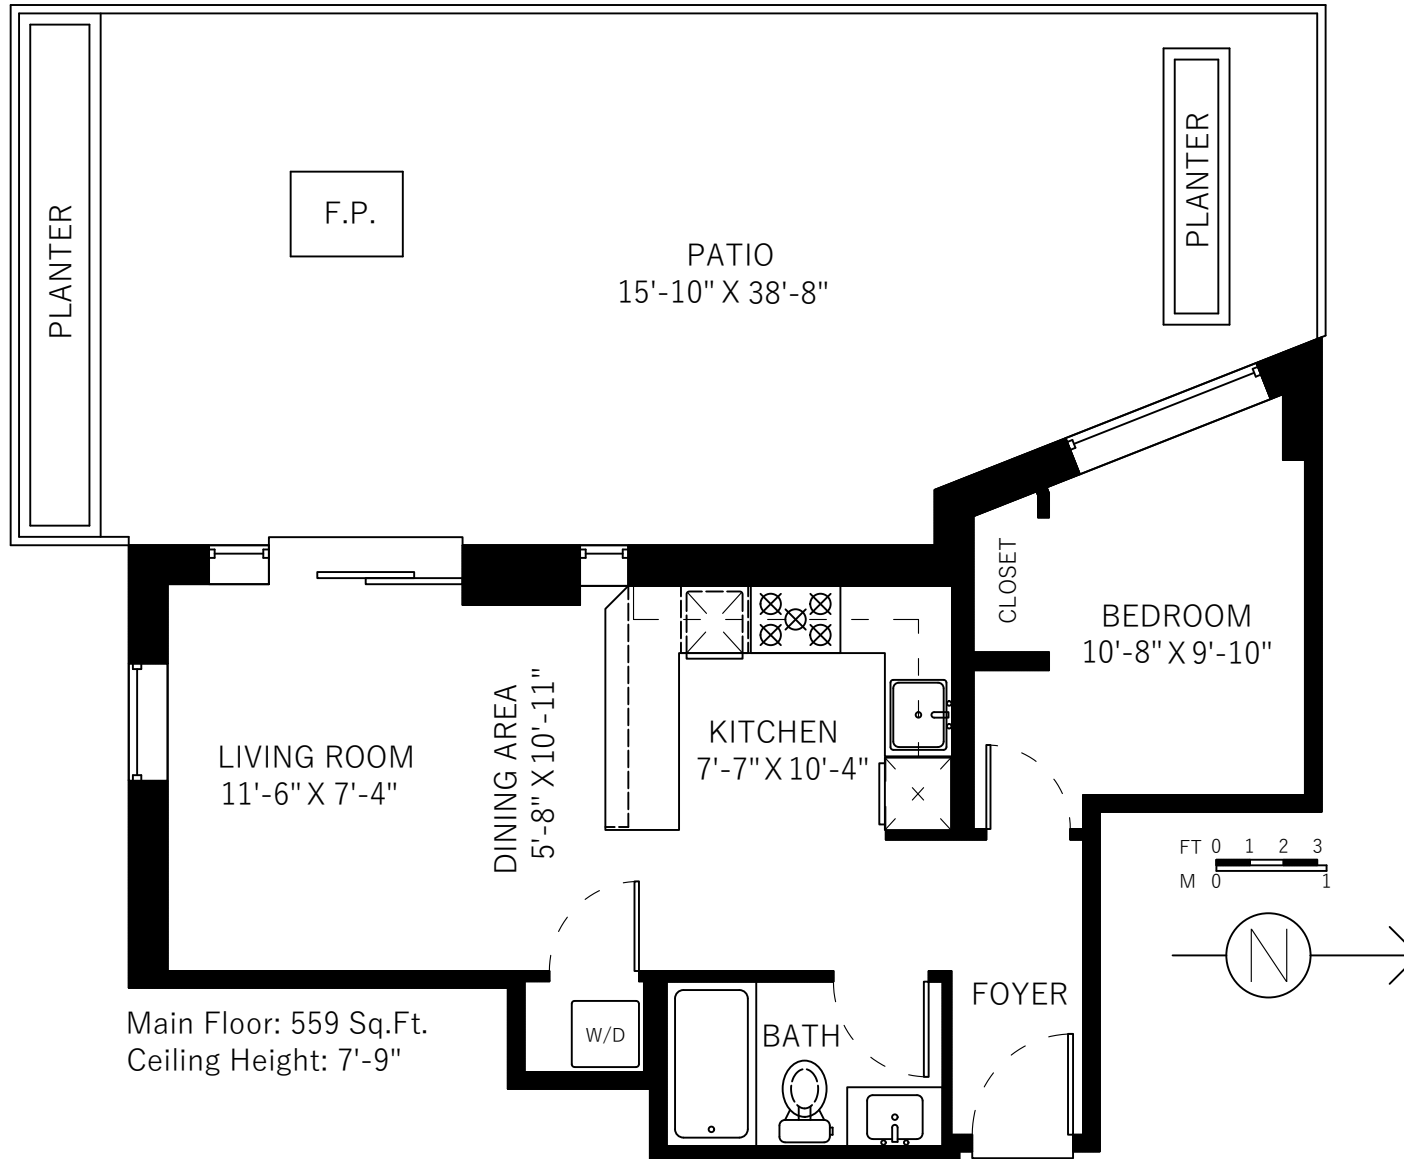 PLANTER
F.P.
PATIO
15'-10" X 38'-8"
PLANTER
CLOSET
BEDROOM
10'-8" X 9'-10"
LIVING ROOM
11'-6" X 7'-4"
DINING AREA
5'-8" X 10'-11"
KITCHEN
7'-7" X 10'-4"
FT 0 1 2 3
M 0 1
N
FOYER
Main Floor: 559 Sq.Ft.
Ceiling Height: 7'-9"
W/D
BATH